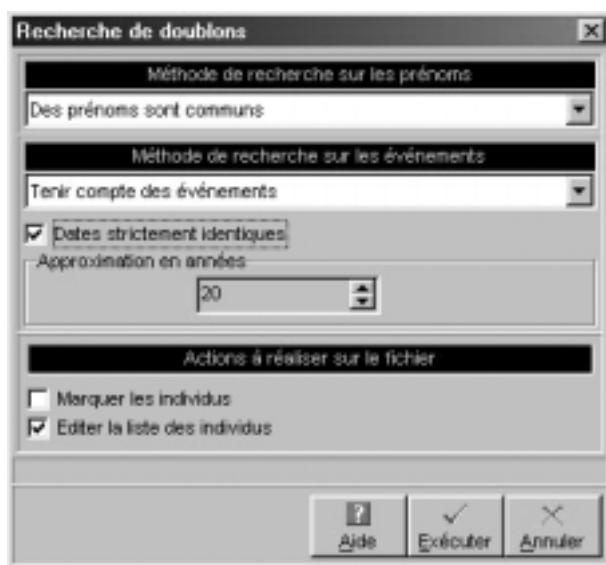 Recherche de doublons
Méthode de recherche sur les prénoms
Des prénoms sont communs
Méthode de recherche sur les événements
Tenir compte des événements
Dates strictement identiques
Approximation en années
20
Actions à réaliser sur le fichier
Marquer les individus
Editer la liste des individus
Aide Exécuter Annuler